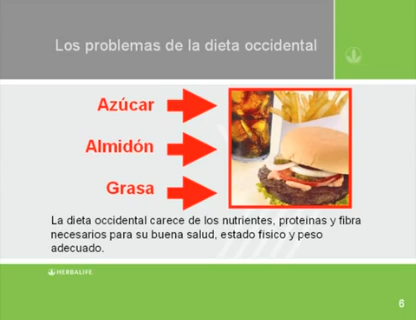 Los problemas de la dieta occidental
Azúcar
Almidón
Grasa
La dieta occidental carece de los nutrientes, proteínas y fibra
necesarios para su buena salud, estado físico y peso
adecuado.
HERBALIFE.
6